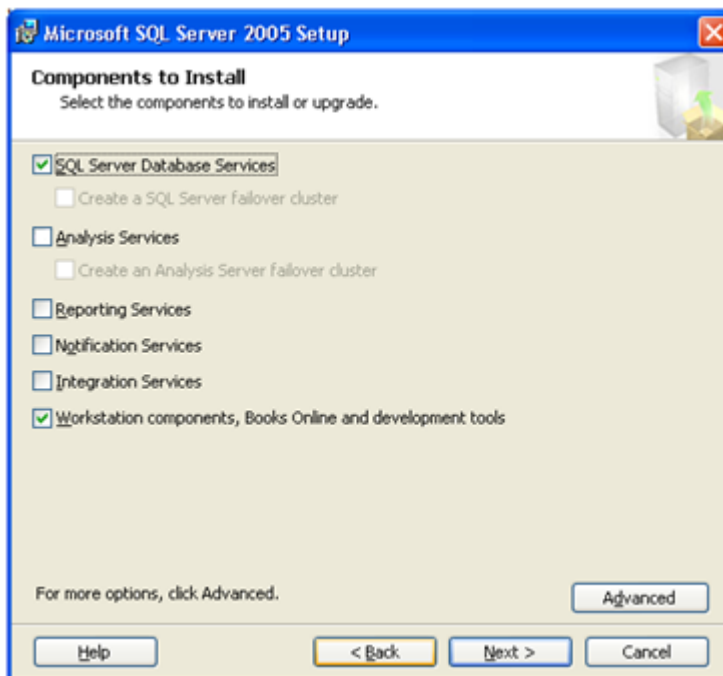 Microsoft SQL Server 2005 Setup
Components to Install
Select the components to install or upgrade.
SQL Server Database Services
Create a SQL Server failover cluster
Analysis Services
Create an Analysis Server failover cluster
Reporting Services
Notification Services
Integration Services
Workstation components, Books Online and development tools
For more options, click Advanced.
Advanced
Help
< Back
Next >
Cancel